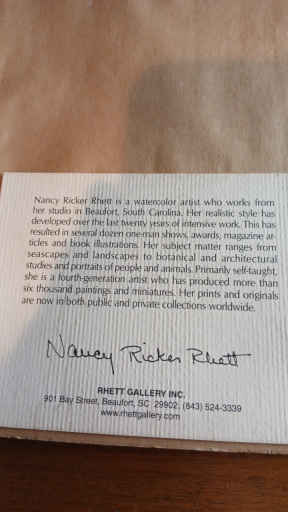 Nancy Ricker Rhett is a watercolor artist who works from
her studio in Beaufort, South Carolina. Her realistic style has
developed over the last twenty years of intensive work. This has
resulted in several dozen one-man shows, awards, magazine ar-
ticles and book illustrations. Her subject matter ranges from
seascapes and landscapes to botanical and architectural
studies and portraits of people and animals. Primarily self-taught,
she is a fourth-generation artist who has produced more than
six thousand paintings and miniatures. Her prints and originals
are now in both public and private collections worldwide.
Nancy Ricker Rhett
RHETT GALLERY INC.
901 Bay Street, Beaufort, SC 29902, (843) 524-3339
www.rhettgallery.com